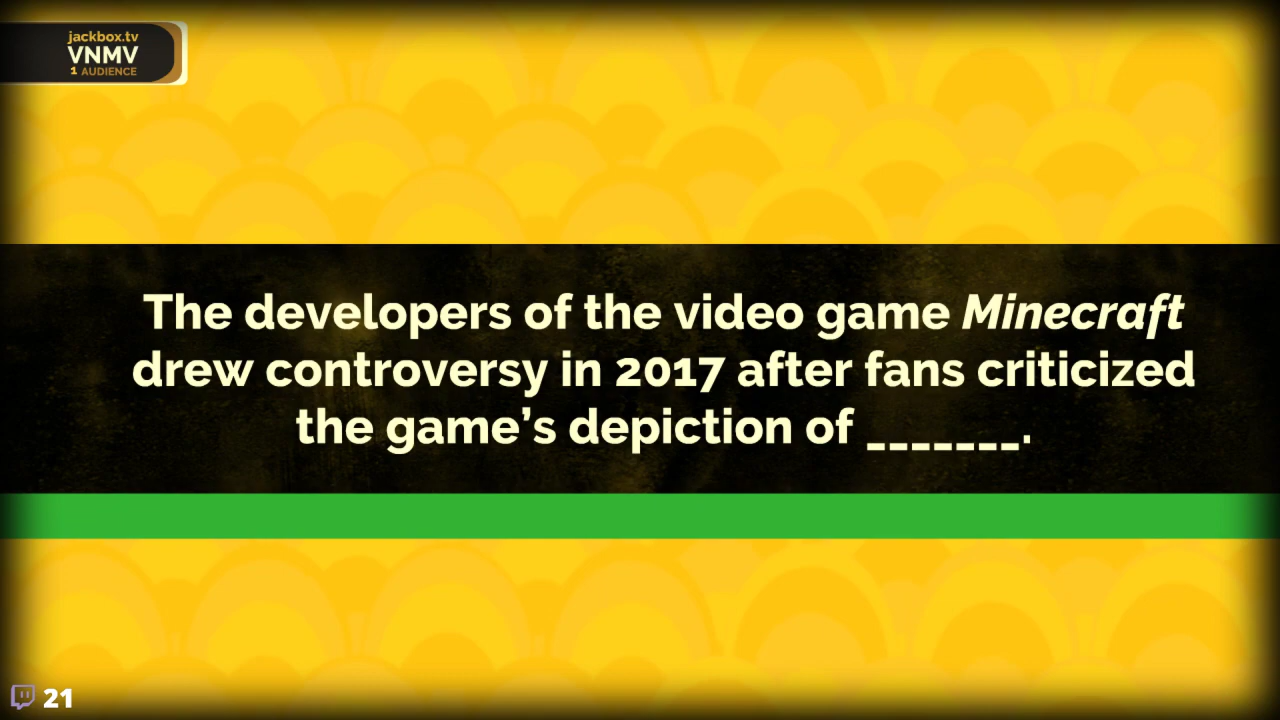 jackbox.tv
VNMV
1 AUDIENCE
The developers of the video game Minecraft
drew controversy in 2017 after fans criticized
the game’s depiction of _______.
21